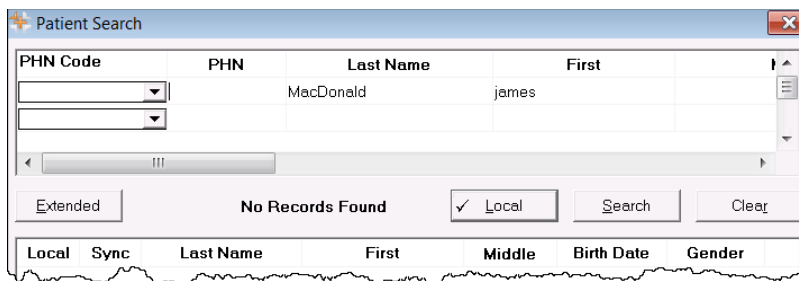 Patient Search
PHN Code PHN Last Name First
MacDonald james
Extended No Records Found ✓ Local Search Clear
Local Sync Last Name First Middle Birth Date Gender